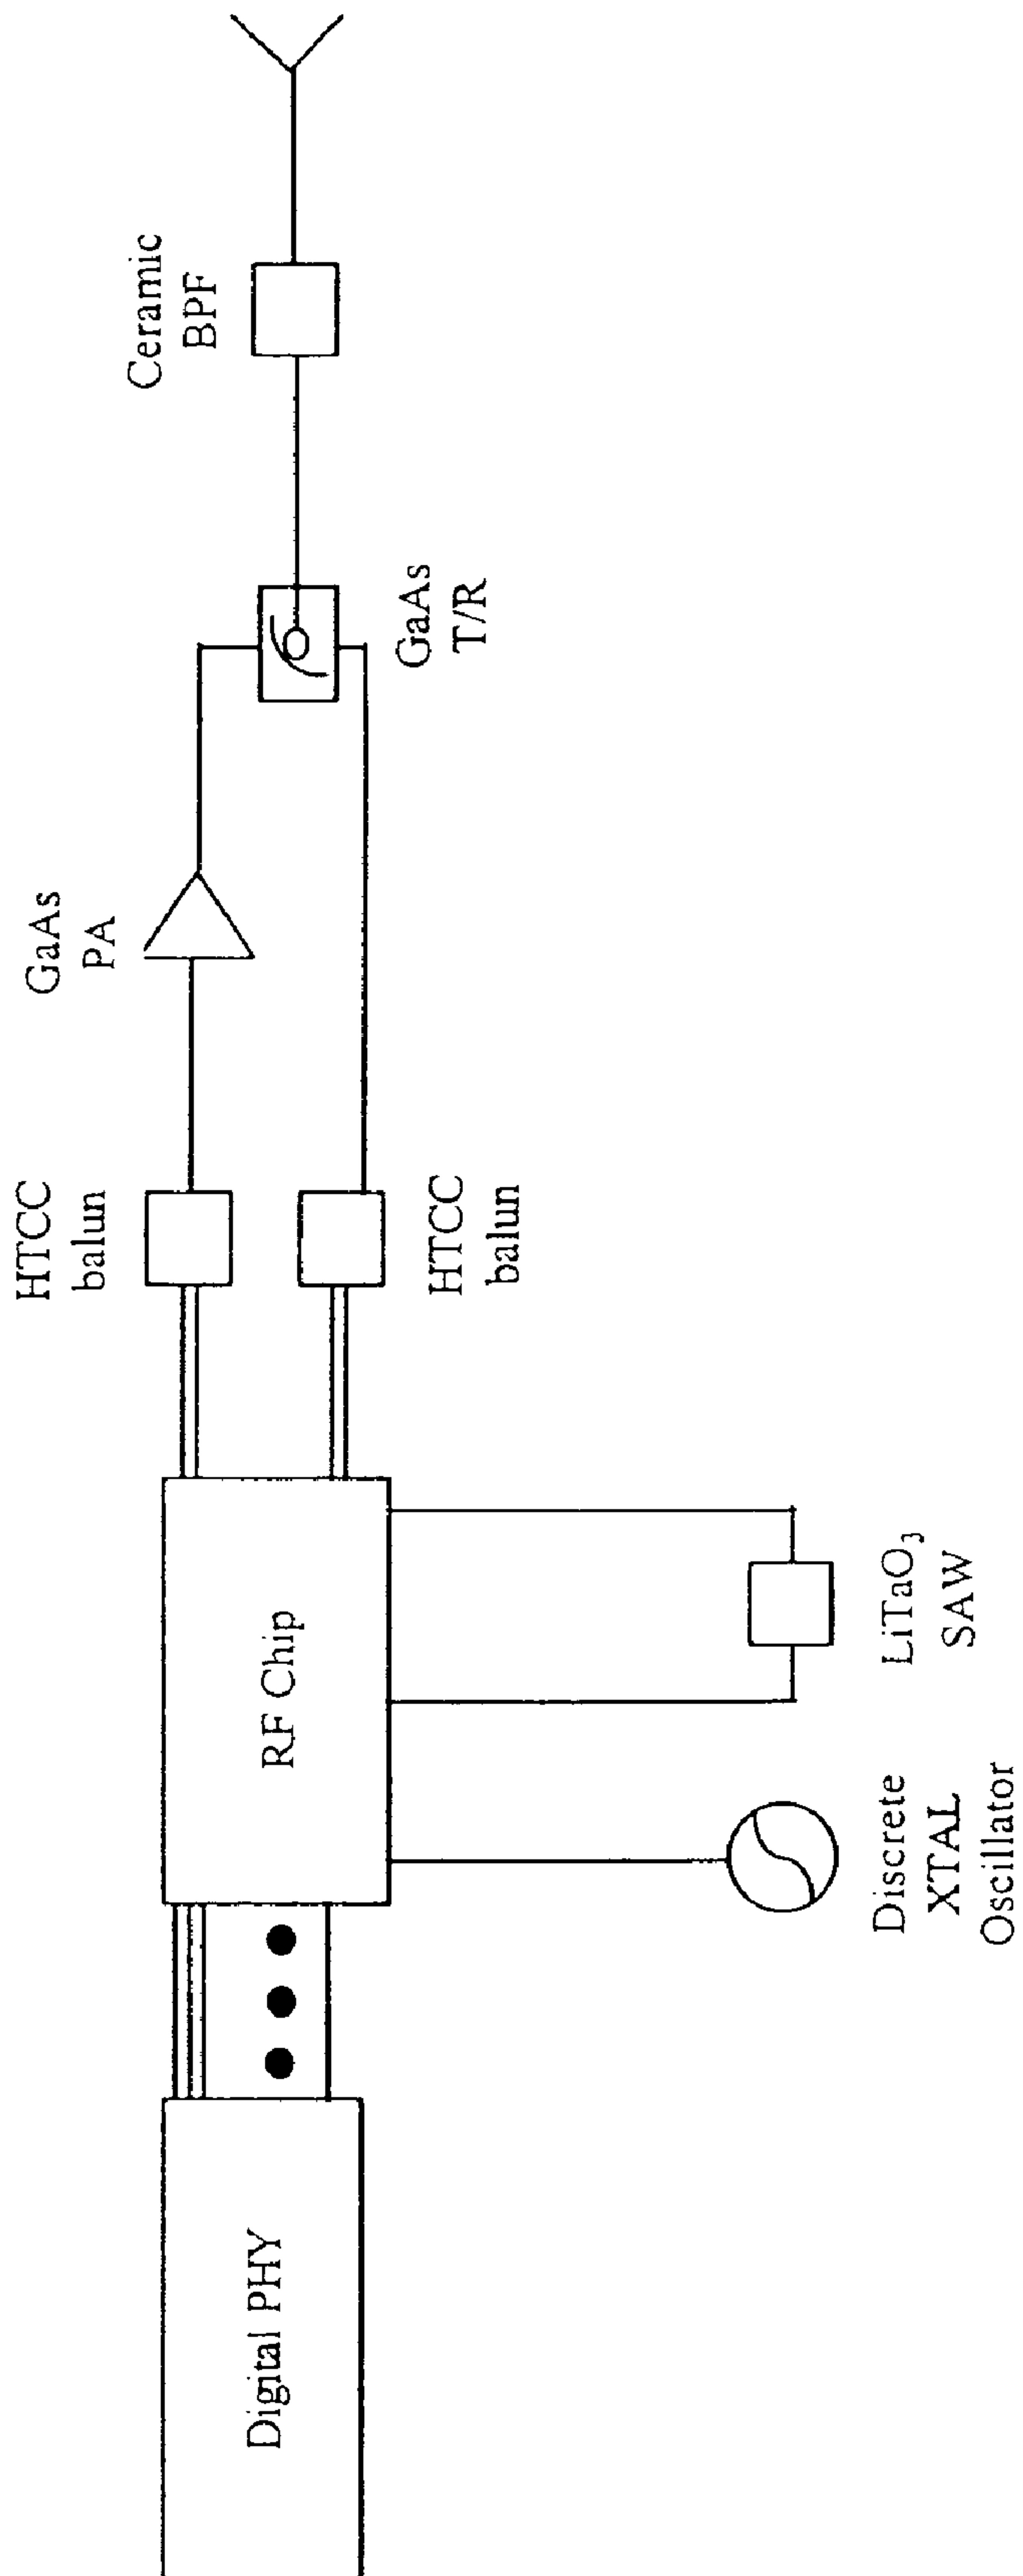 Digital PHY
RF Chip
Discrete
XTAL
Oscillator
LiTaO₃
SAW
HTCC
balun
HTCC
balun
GaAs
PA
GaAs
T/R
Ceramic
BPF